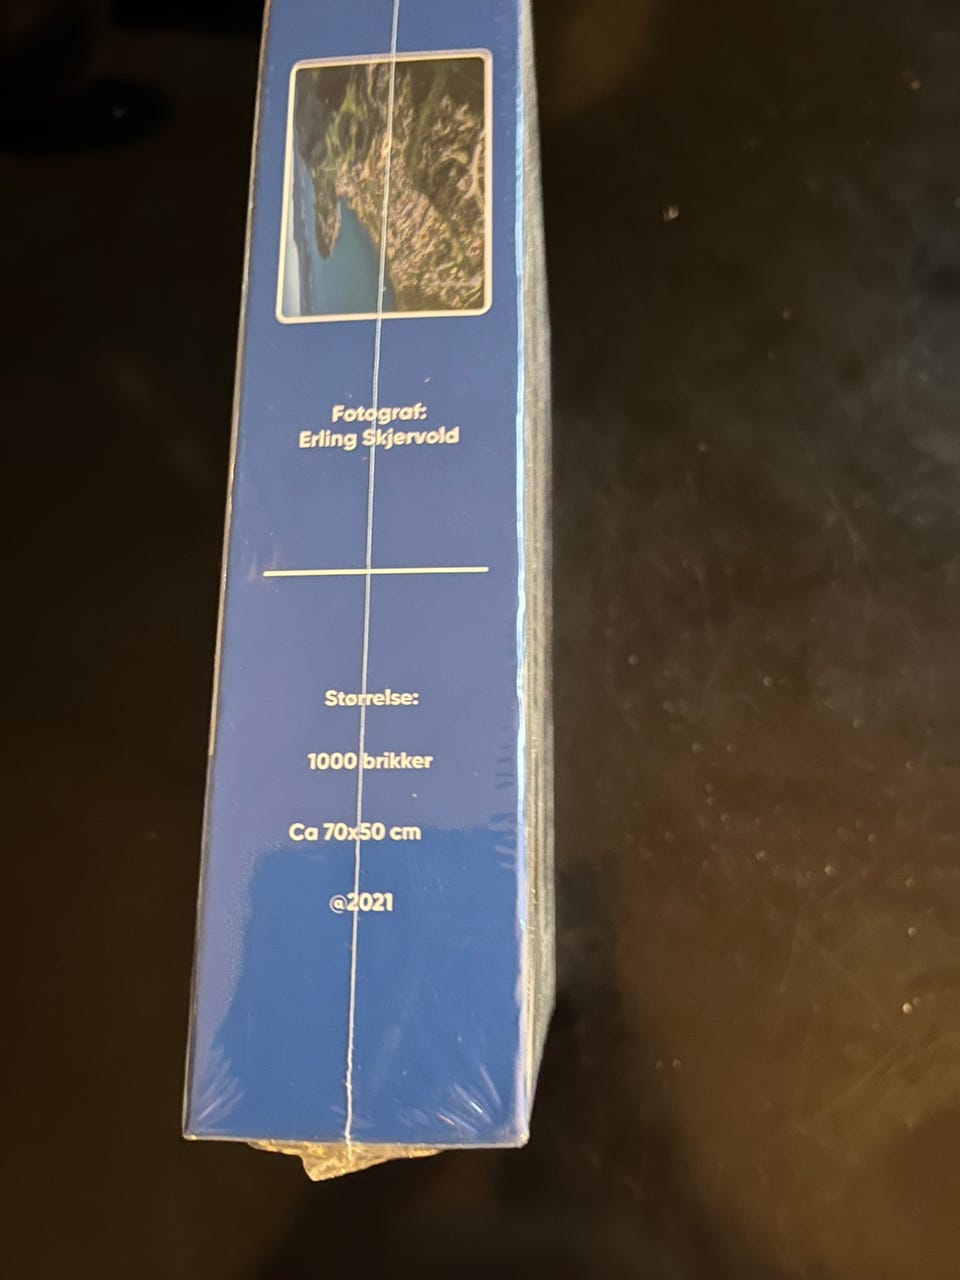 Fotograf:
Erling Skjervold
Størrelse:
1000 brikker
Ca 70x50 cm
@2021